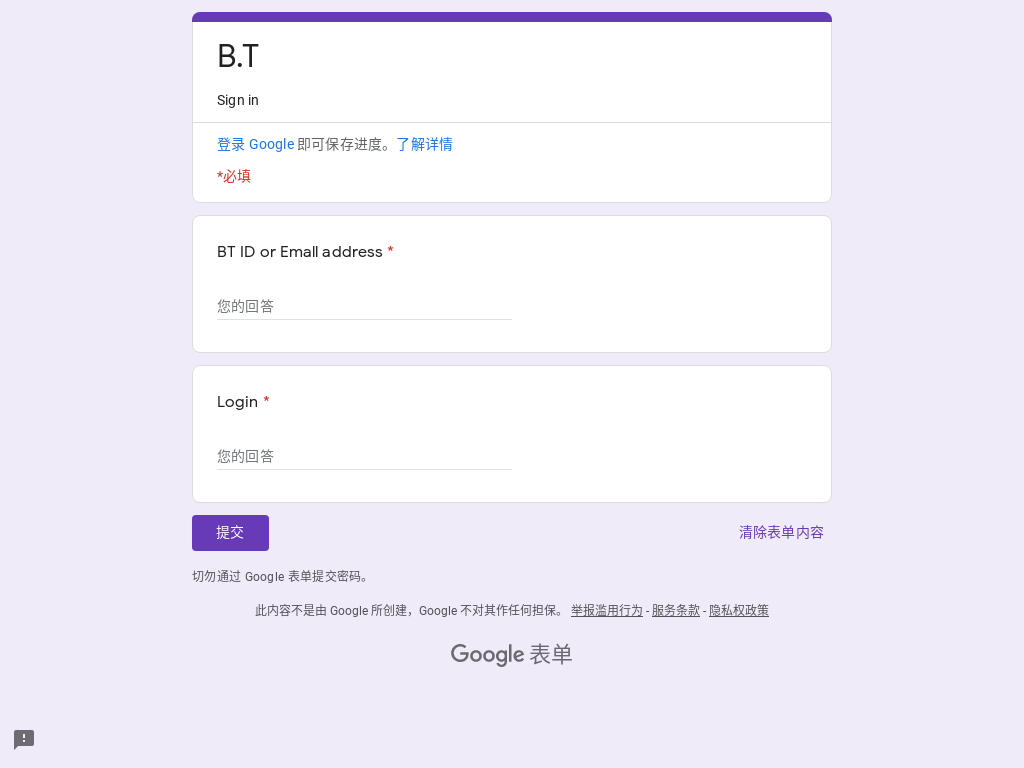 B.T
Sign in
登录 Google 即可保存进度。了解详情
*必填
BT ID or Email address *
您的回答
Login *
您的回答
提交
清除表单内容
切勿通过 Google 表单提交密码。
此内容不是由 Google 所创建，Google 不对其作任何担保。 举报滥用行为 - 服务条款 - 隐私权政策
Google 表单